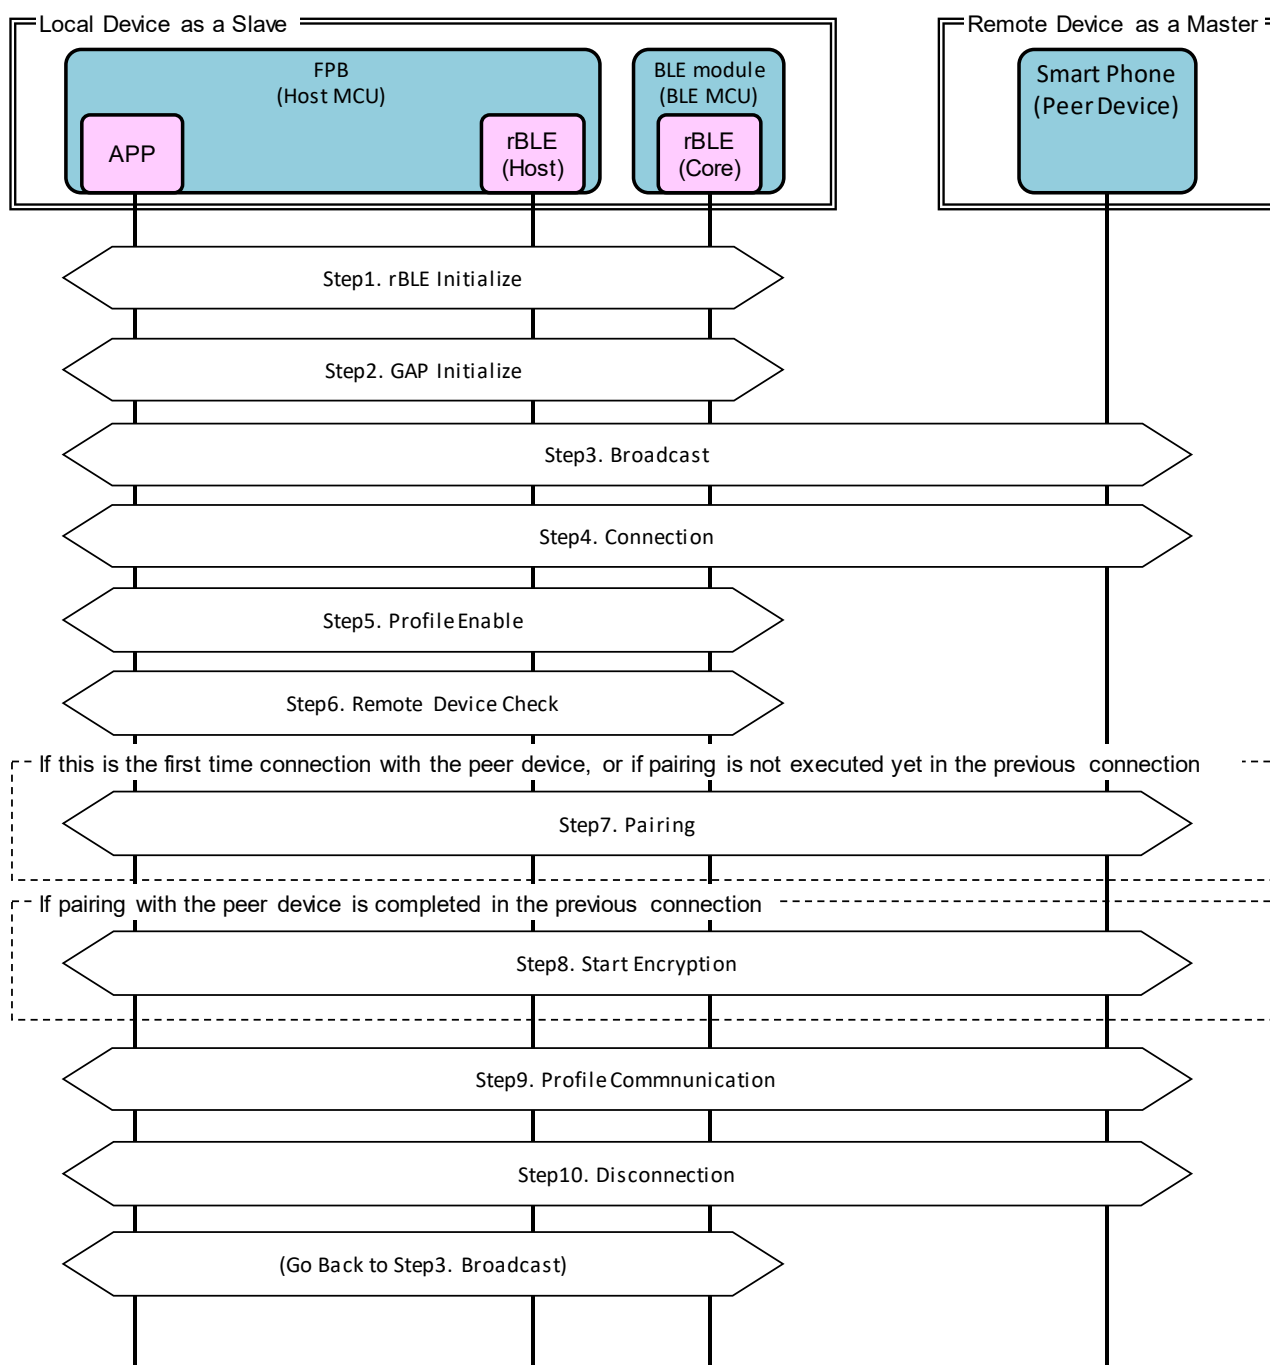 Local Device as a Slave
Remote Device as a Master
FPB
(Host MCU)
BLE module
(BLE MCU)
Smart Phone
(Peer Device)
APP
rBLE
(Host)
rBLE
(Core)
Step1. rBLE Initialize
Step2. GAP Initialize
Step3. Broadcast
Step4. Connection
Step5. Profile Enable
Step6. Remote Device Check
If this is the first time connection with the peer device, or if pairing is not executed yet in the previous connection
Step7. Pairing
If pairing with the peer device is completed in the previous connection
Step8. Start Encryption
Step9. Profile Commnunication
Step10. Disconnection
(Go Back to Step3. Broadcast)